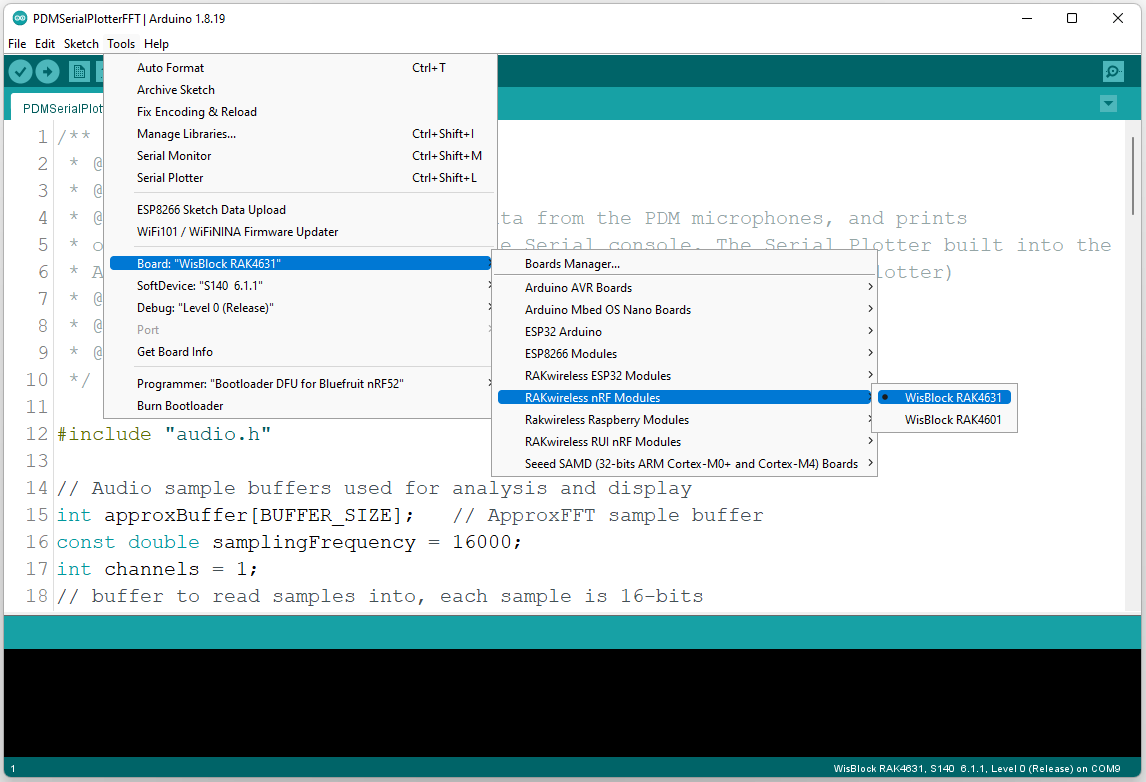 PDMSerialPlotterFFT | Arduino 1.8.19
File Edit Sketch Tools Help
PDMSerialPlot
Auto Format Ctrl+T
Archive Sketch
Fix Encoding & Reload
Manage Libraries... Ctrl+Shift+I
Serial Monitor Ctrl+Shift+M
Serial Plotter Ctrl+Shift+L
ESP8266 Sketch Data Upload
WiFi101 / WiFiNINA Firmware Updater
Board: "WisBlock RAK4631"
SoftDevice: "S140 6.1.1"
Debug: "Level 0 (Release)"
Port
Get Board Info
Programmer: "Bootloader DFU for Bluefruit nRF52"
Burn Bootloader
Boards Manager...
Arduino AVR Boards
Arduino Mbed OS Nano Boards
ESP32 Arduino
ESP8266 Modules
RAKwireless ESP32 Modules
RAKwireless nRF Modules
Rakwireless Raspberry Modules
RAKwireless RUI nRF Modules
Seeed SAMD (32-bits ARM Cortex-M0+ and Cortex-M4) Boards
WisBlock RAK4631
WisBlock RAK4601
1 /**
2 * @
3 * @
4 * @ ta from the PDM microphones, and prints
5 * o e Serial console. The Serial Plotter built into the
6 * A lotter)
7 * @
8 * @
9 * @
10 */
11
12 #include "audio.h"
13
14 // Audio sample buffers used for analysis and display
15 int approxBuffer[BUFFER_SIZE]; // ApproxFFT sample buffer
16 const double samplingFrequency = 16000;
17 int channels = 1;
18 // buffer to read samples into, each sample is 16-bits
1 WisBlock RAK4631, S140 6.1.1, Level 0 (Release) on COM9